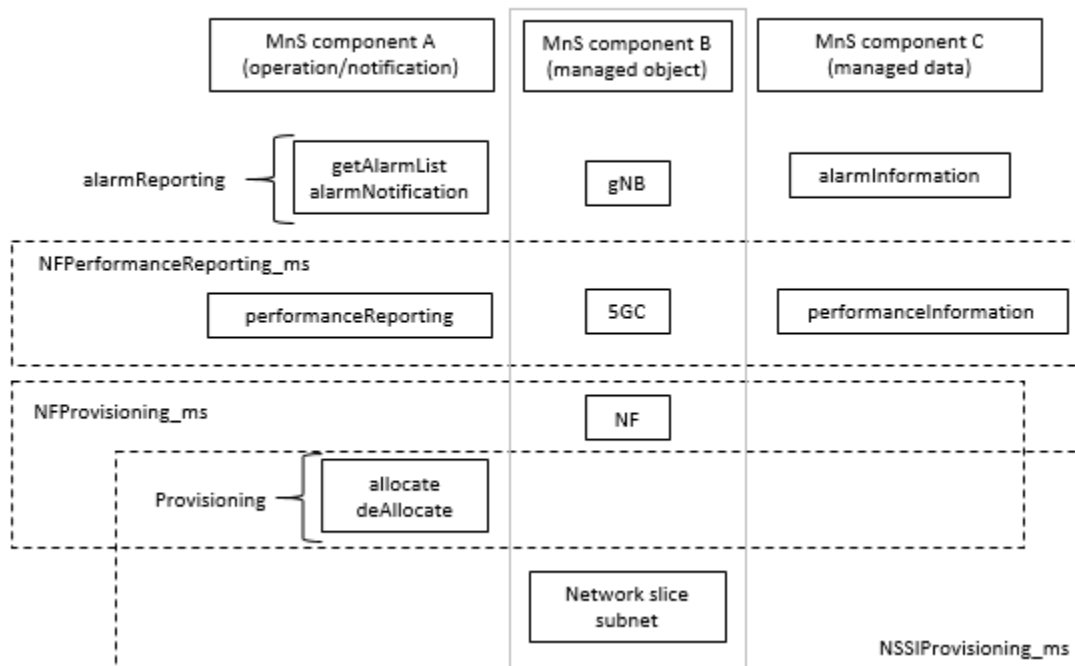 MnS component A
(operation/notification)
MnS component B
(managed object)
MnS component C
(managed data)
alarmReporting
getAlarmList
alarmNotification
gNB
alarmInformation
NFPerformanceReporting_ms
performanceReporting
5GC
performanceInformation
NFProvisioning_ms
NF
Provisioning
allocate
deAllocate
Network slice
subnet
NSSIProvisioning_ms